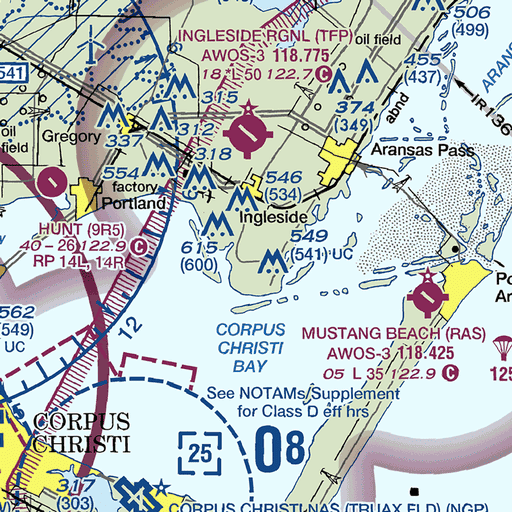 INGLESIDE RGNL (TFP)
AWOS-3 118.775
18 L 50 122.7 C
oil field
506
(499)
455
(437)
541
315
374
(349)
abnd
IR136
ARANS
Gregory
337
312
318
oil
field
554
factory
Portland
546
(534)
Aransas Pass
Ingleside
HUNT (9R5)
40 - 26 122.9 C
RP 14L, 14R
615
(600)
549
(541) UC
562
(549)
UC
12
CORPUS
CHRISTI
BAY
MUSTANG BEACH (RAS)
AWOS-3 118.425
05 L 35 122.9 C
125
See NOTAMs/Supplement
for Class D eff hrs
CORPUS
CHRISTI
25
08
317
(303)
CORPUS CHRISTI NAS (TRUAX FLD) (NGP)